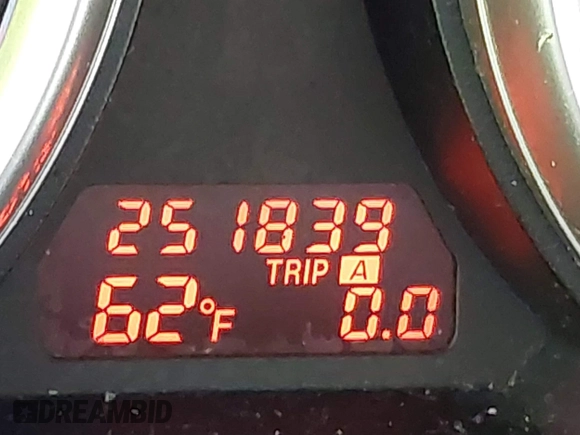 251839
TRIP A
62°F 0.0
DREAMBID